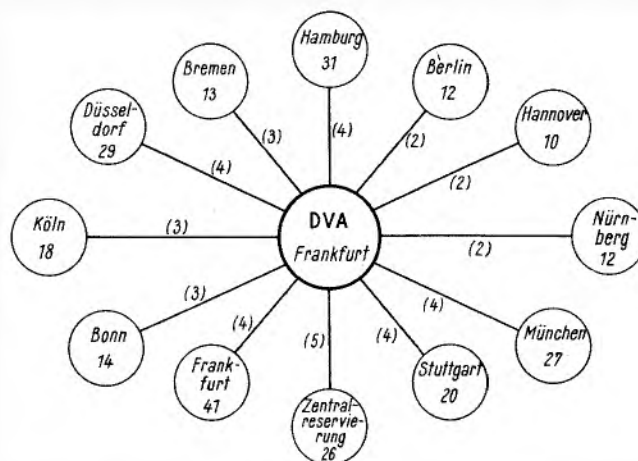 Hamburg
31
Bremen
13
Berlin
12
Düssel-
dorf
29
Hannover
10
(3)
(4)
(2)
(4)
(2)
Köln
18
(3)
DVA
Frankfurt
(2)
Nürn-
berg
12
Bonn
14
(3)
(4)
(5)
(4)
(4)
München
27
Frank-
furt
41
Stuttgart
20
Zentral-
reservie-
rung
26